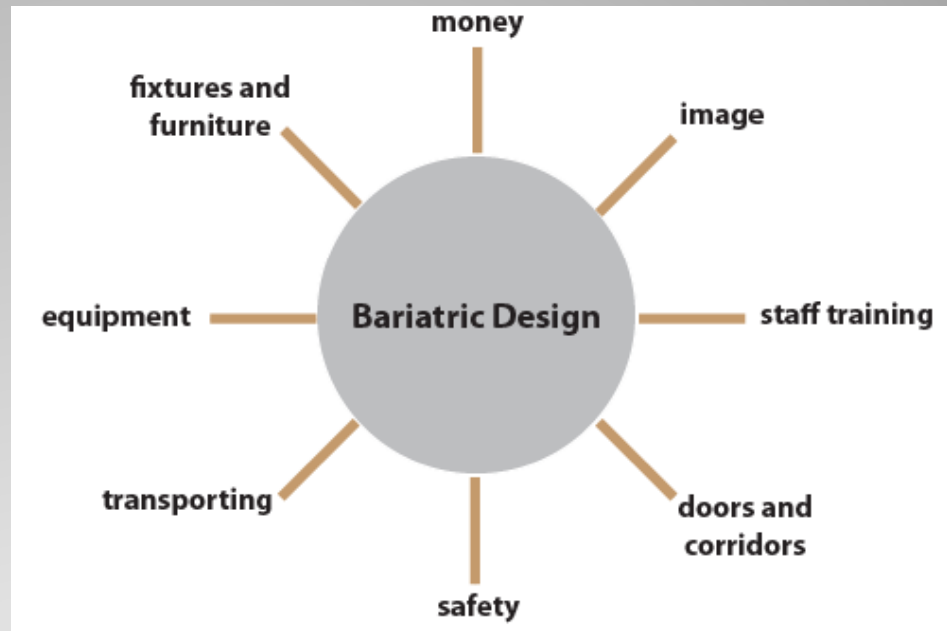 money
fixtures and
furniture
image
equipment
Bariatric Design
staff training
transporting
doors and
corridors
safety